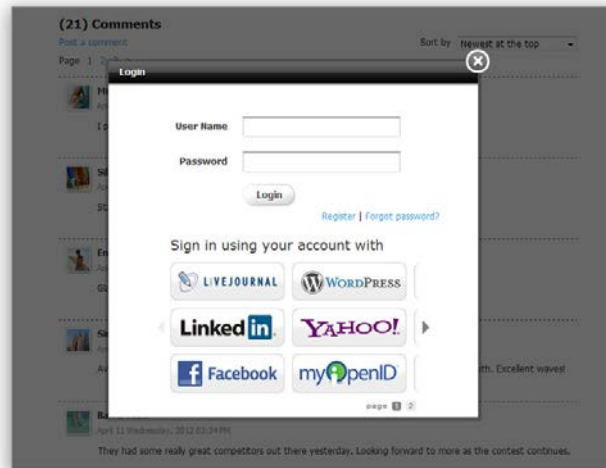 (21) Comments
Post a comment
Sort by Newest at the top
Page 1 2
Login
User Name
Password
Login
Register | Forgot password?
Sign in using your account with
LIVEJOURNAL
WORDPRESS
Linked in
YAHOO!
Facebook
myOpenID
Excellent waves!
page 1 2
April 11 Wednesday, 2012 03:34 PM
They had some really great competitors out there yesterday. Looking forward to more as the contest continues.